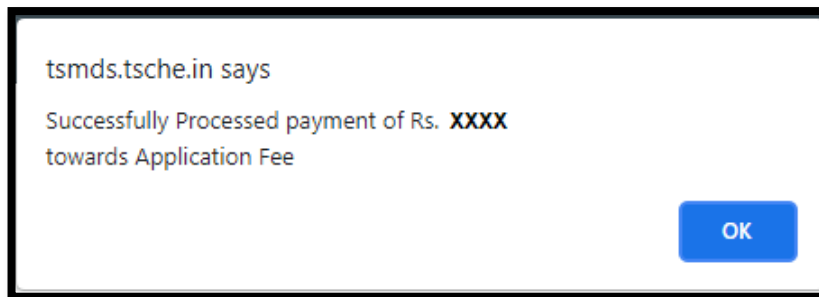 tsmds.tsche.in says
Successfully Processed payment of Rs. XXXX
towards Application Fee
OK